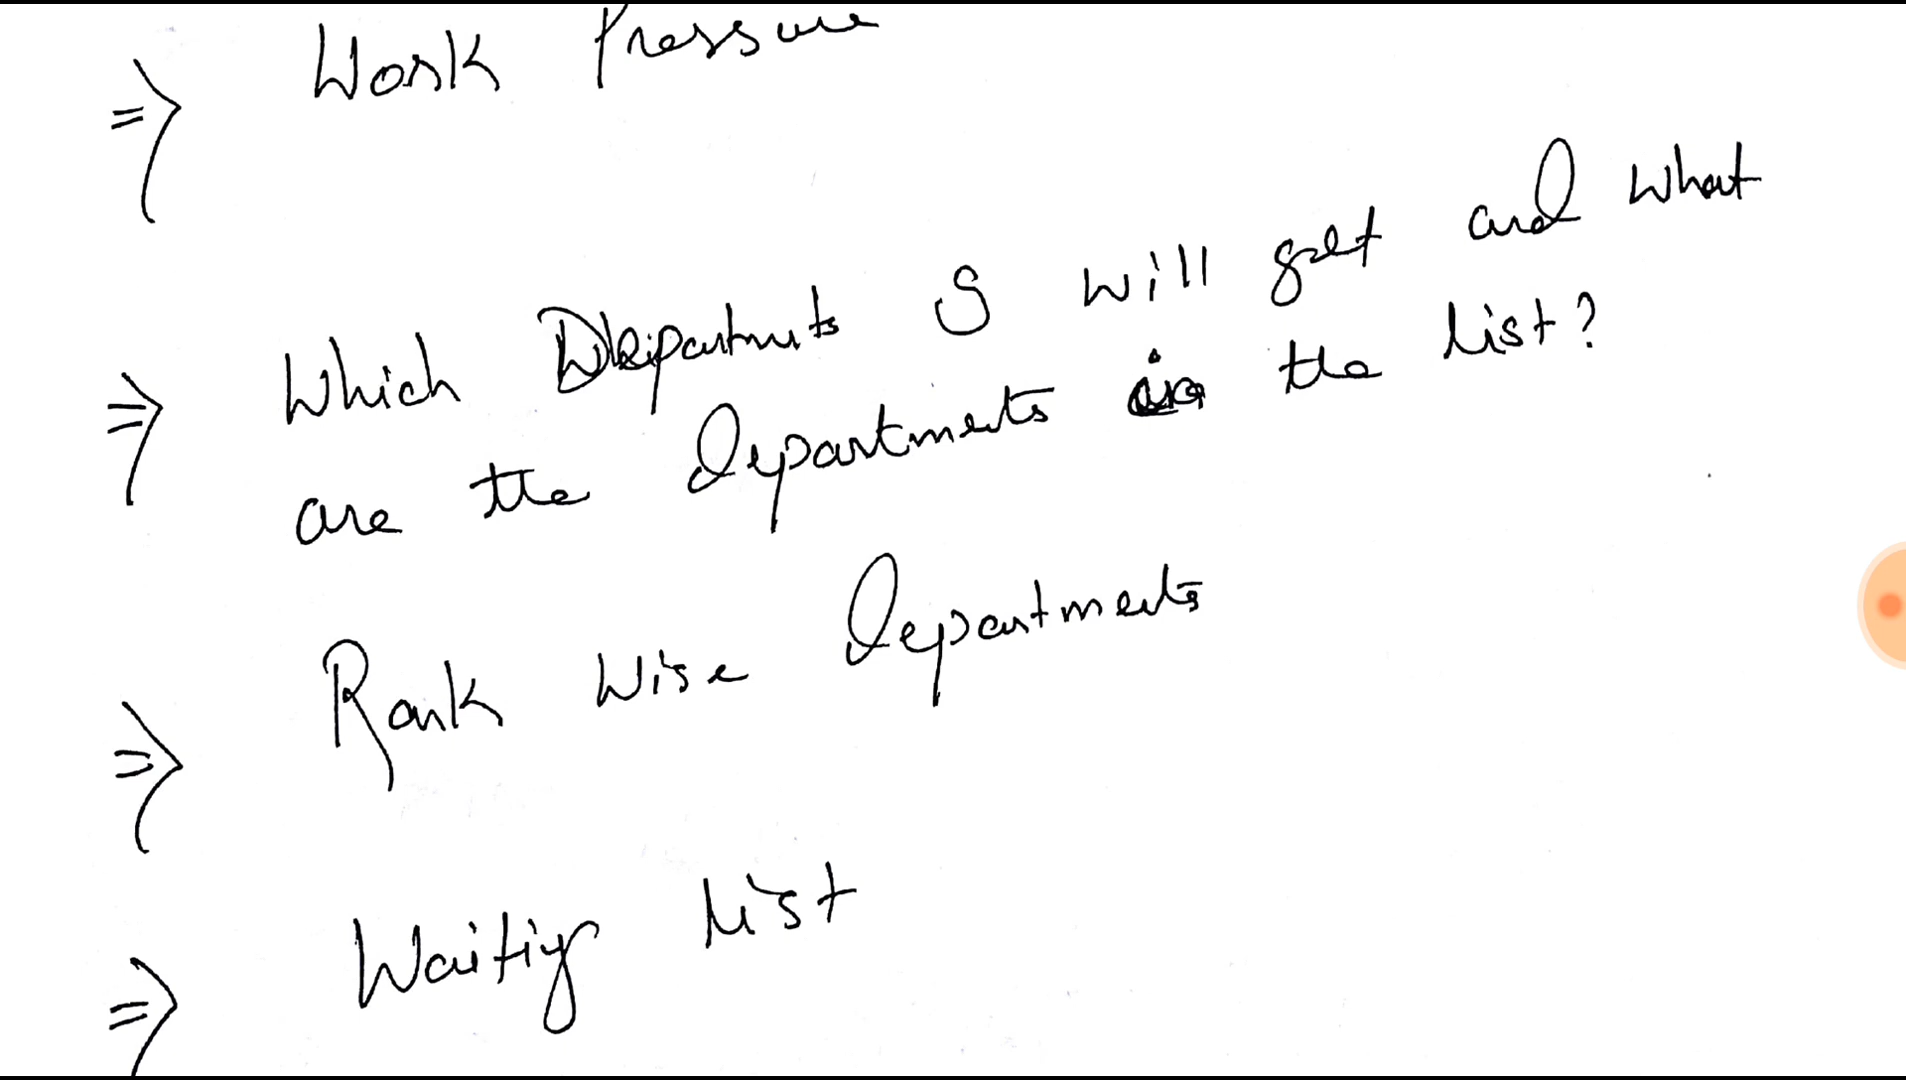 ⇒ Work Pressure
⇒ Which Departments I will get and what
are the departments in the list?
⇒ Rank wise departments
⇒ Waiting list